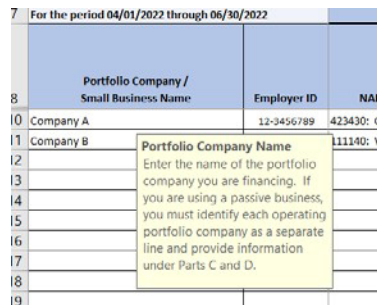 7 For the period 04/01/2022 through 06/30/2022
Portfolio Company /
8 Small Business Name Employer ID NAI
10 Company A 12-3456789 423430:
11 Company B 111140:
Portfolio Company Name
12 Enter the name of the portfolio
13 company you are financing. If
14 you are using a passive business,
15 you must identify each operating
16 portfolio company as a separate
17 line and provide information
18 under Parts C and D.
19